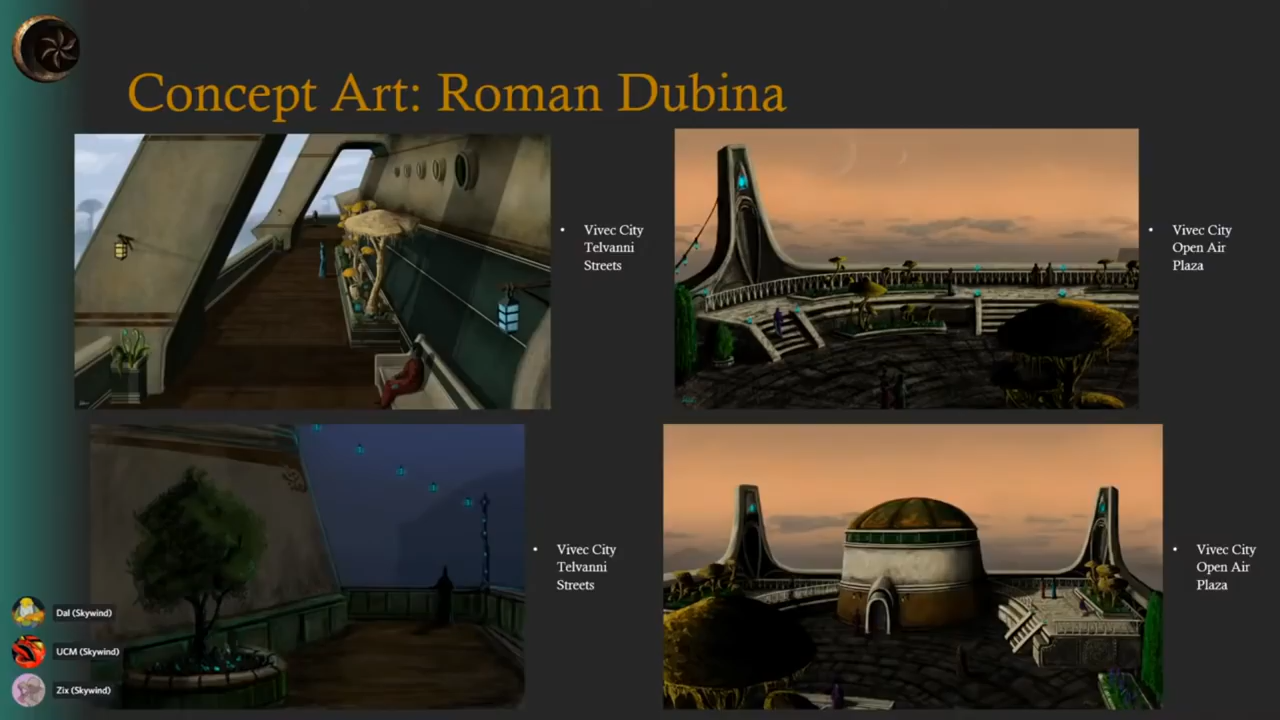 Concept Art: Roman Dubina
• Vivec City
Telvanni
Streets
• Vivec City
Open Air
Plaza
• Vivec City
Telvanni
Streets
• Vivec City
Open Air
Plaza
Dal (Skywind)
UCM (Skywind)
Zix (Skywind)